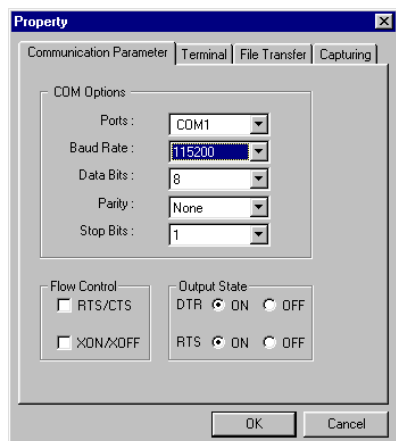 Property
Communication Parameter Terminal File Transfer Capturing
COM Options
Ports : COM1
Baud Rate : 115200
Data Bits : 8
Parity : None
Stop Bits : 1
Flow Control
RTS/CTS
XON/XOFF
Output State
DTR ON OFF
RTS ON OFF
OK Cancel